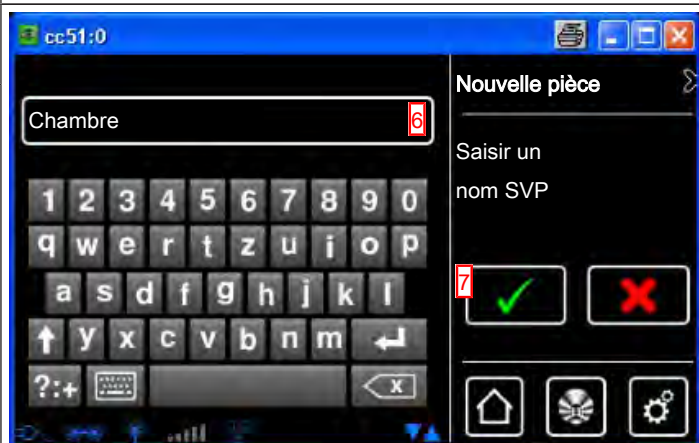 cc51:0
Nouvelle pièce
Chambre 6
Saisir un
nom SVP
1 2 3 4 5 6 7 8 9 0
q w e r t z u i o p
a s d f g h j k l
y x c v b n m
?:+ x
7